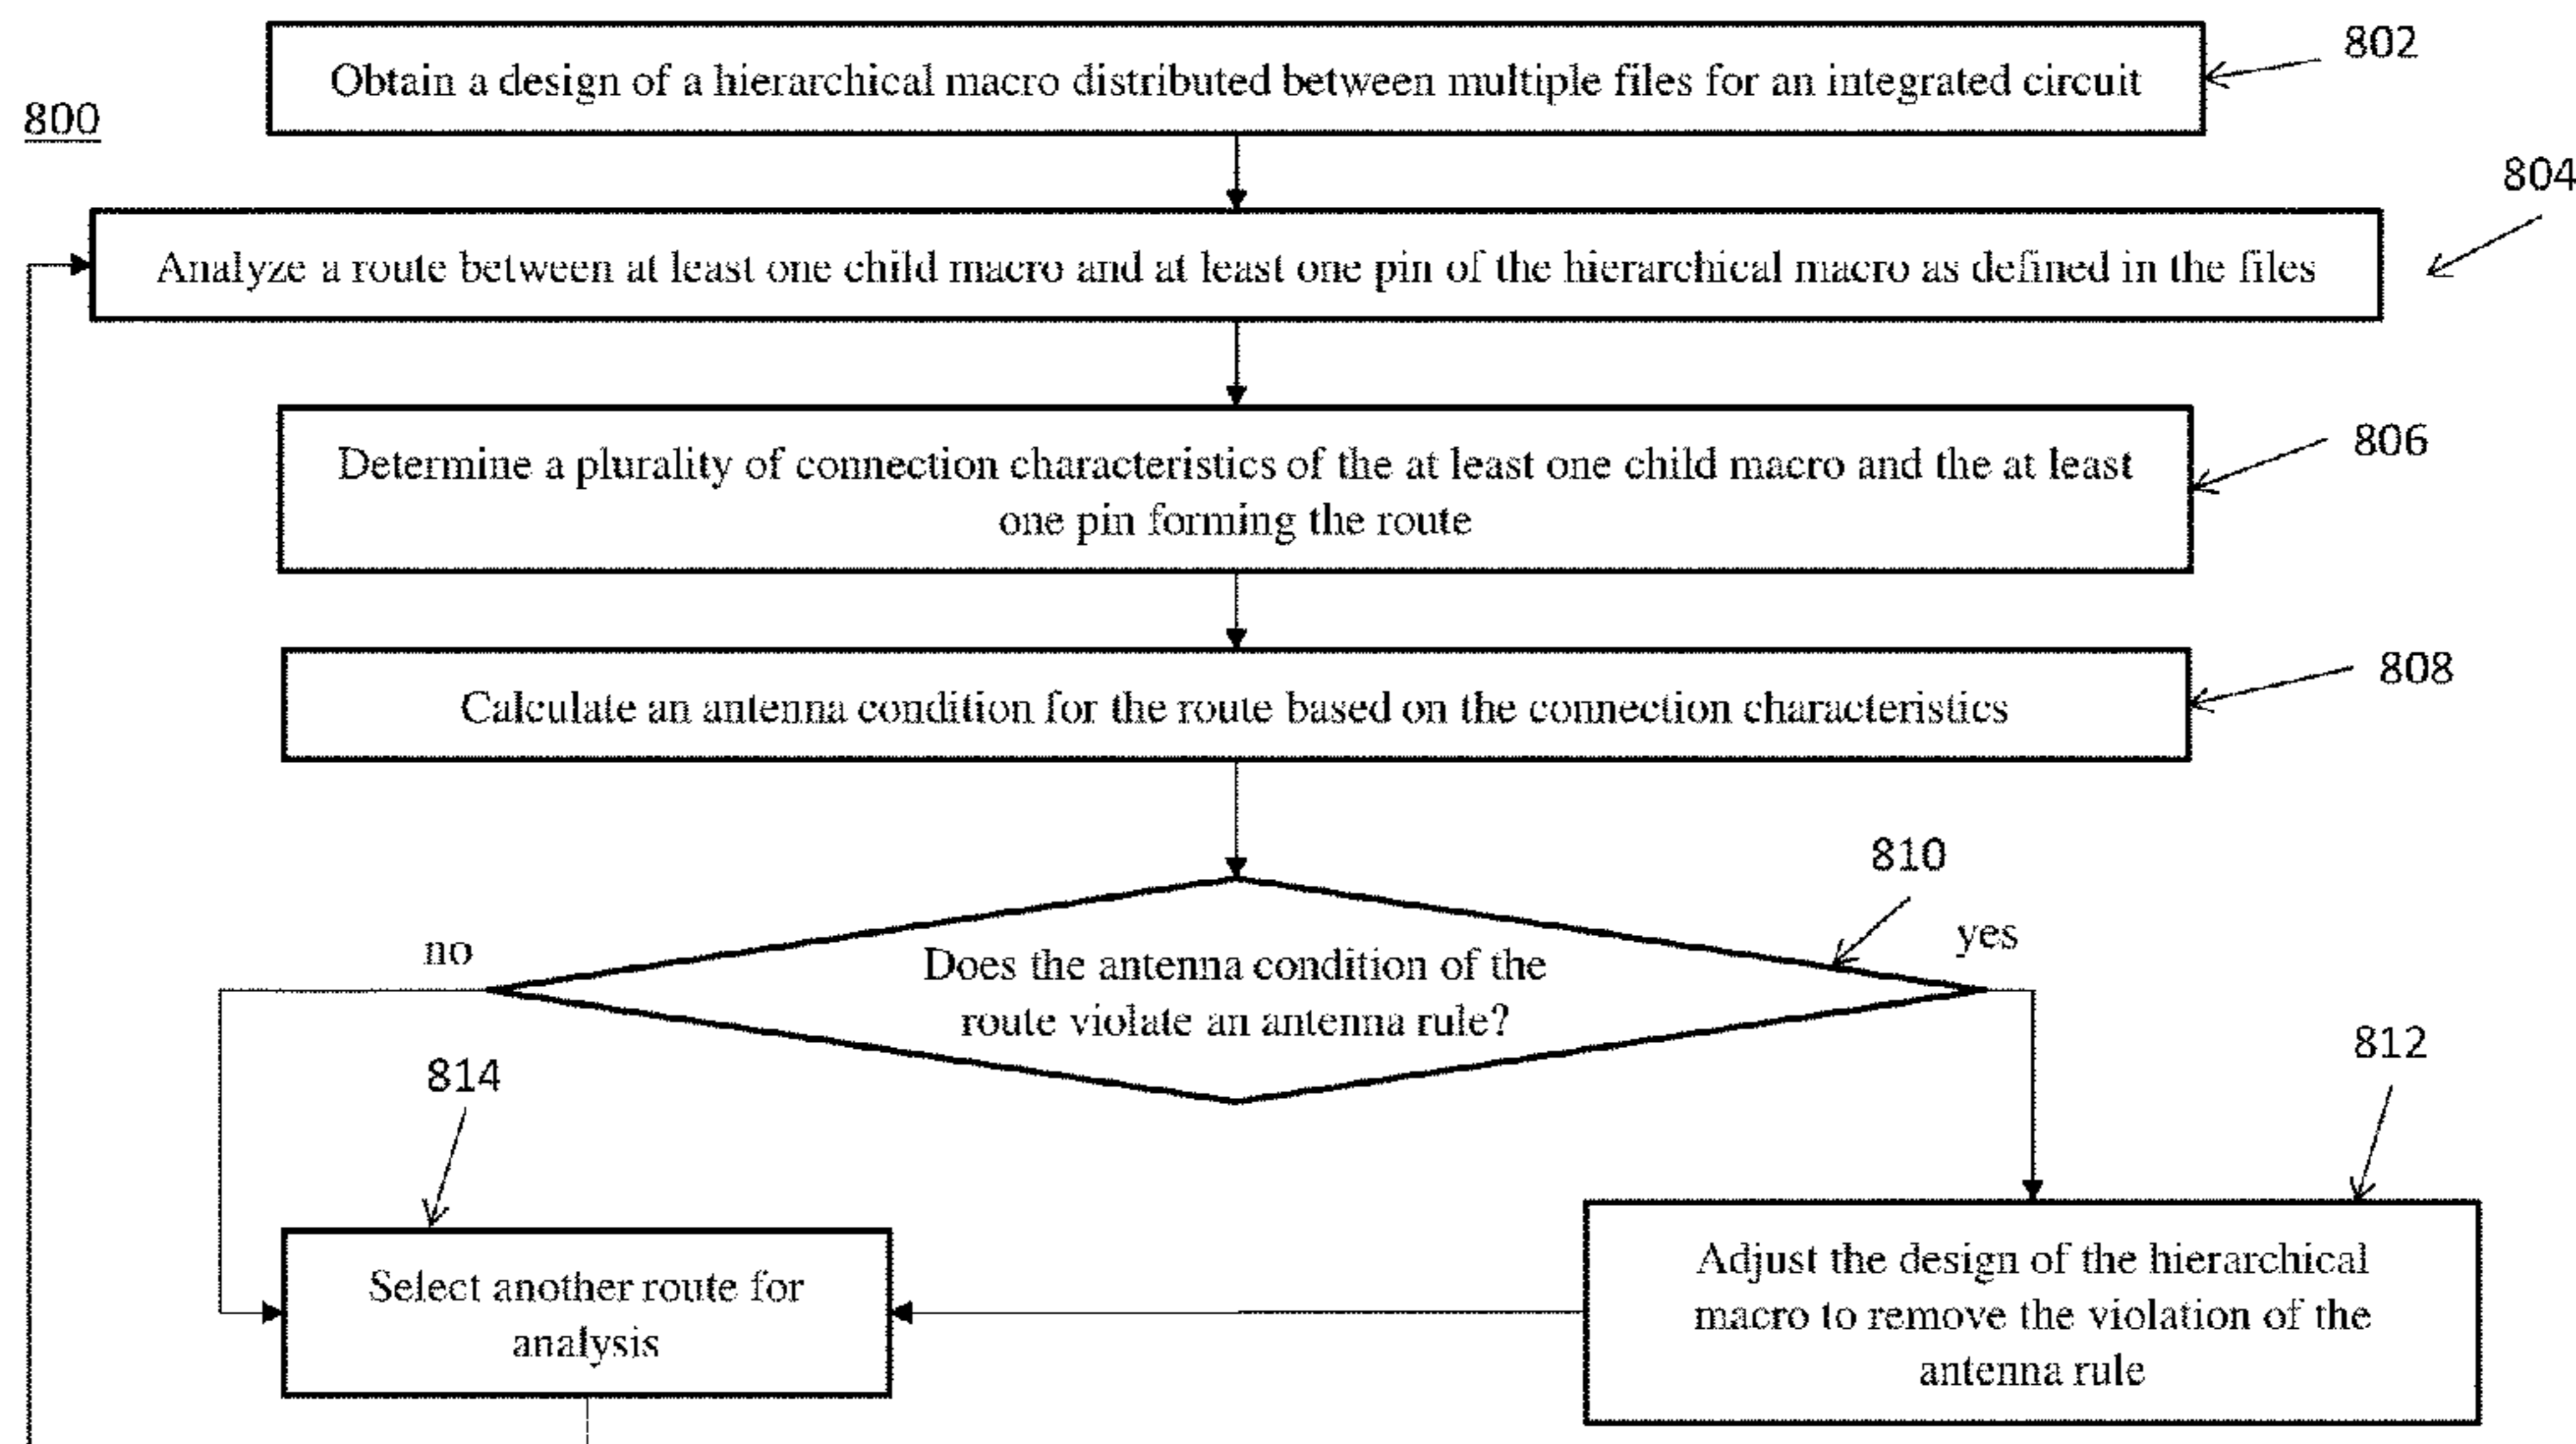 802
Obtain a design of a hierarchical macro distributed between multiple files for an integrated circuit
800
804
Analyze a route between at least one child macro and at least one pin of the hierarchical macro as defined in the files
806
Determine a plurality of connection characteristics of the at least one child macro and the at least
one pin forming the route
808
Calculate an antenna condition for the route based on the connection characteristics
810
no
yes
Does the antenna condition of the
route violate an antenna rule?
812
814
Adjust the design of the hierarchical
macro to remove the violation of the
antenna rule
Select another route for
analysis